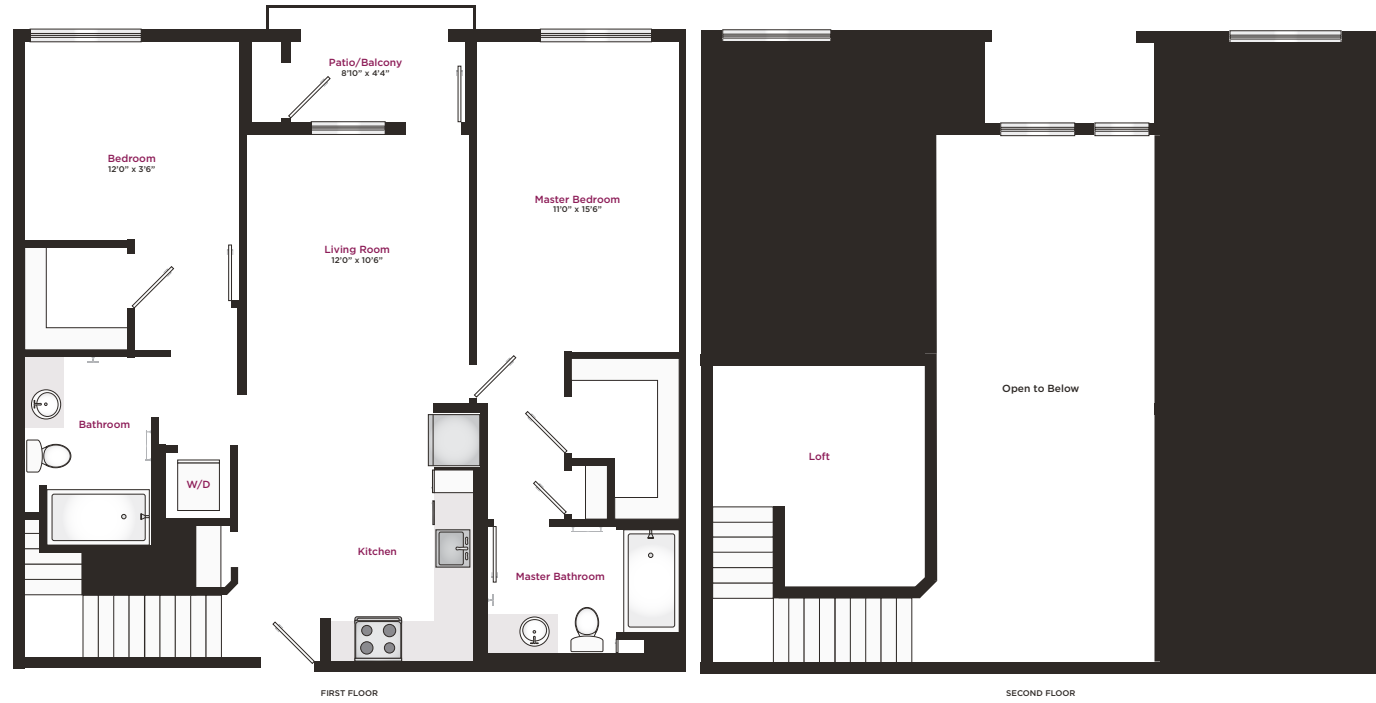 Patio/Balcony
8'10” x 4'4”
Bedroom
12'0” x 3'6”
Master Bedroom
11'0” x 15'6”
Living Room
12'0” x 10'6”
Bathroom
W/D
Kitchen
Master Bathroom
FIRST FLOOR
Open to Below
Loft
SECOND FLOOR